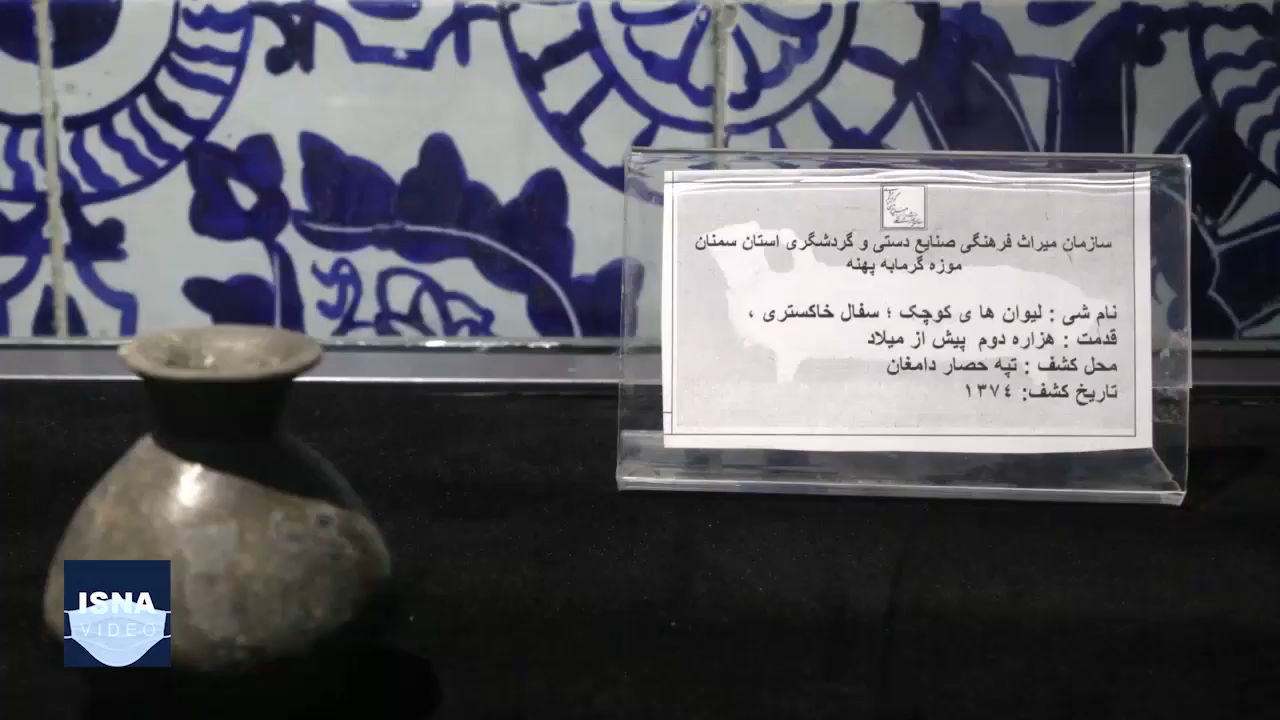 سازمان میراث فرهنگی صنایع دستی و گردشگری استان سمنان
موزه گرمابه پهنه
نام شی : لیوان ها ی کوچک ؛ سفال خاکستری ،
قدمت : هزاره دوم پیش از میلاد
محل کشف : تپه حصار دامغان
تاریخ کشف: ١٣٧٤
ISNA
VIDEO